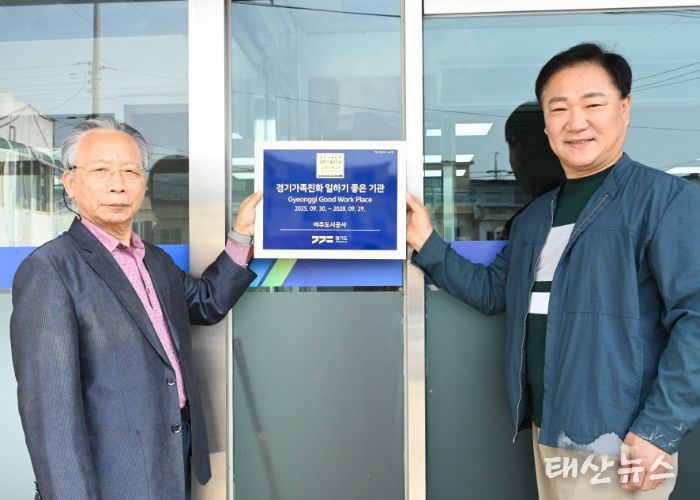 경기가족친화 일하기 좋은 기관
Gyeonggi Good Work Place
2025. 09. 30. ~ 2028. 09. 29.
여주도시공사
경기도
태산뉴스